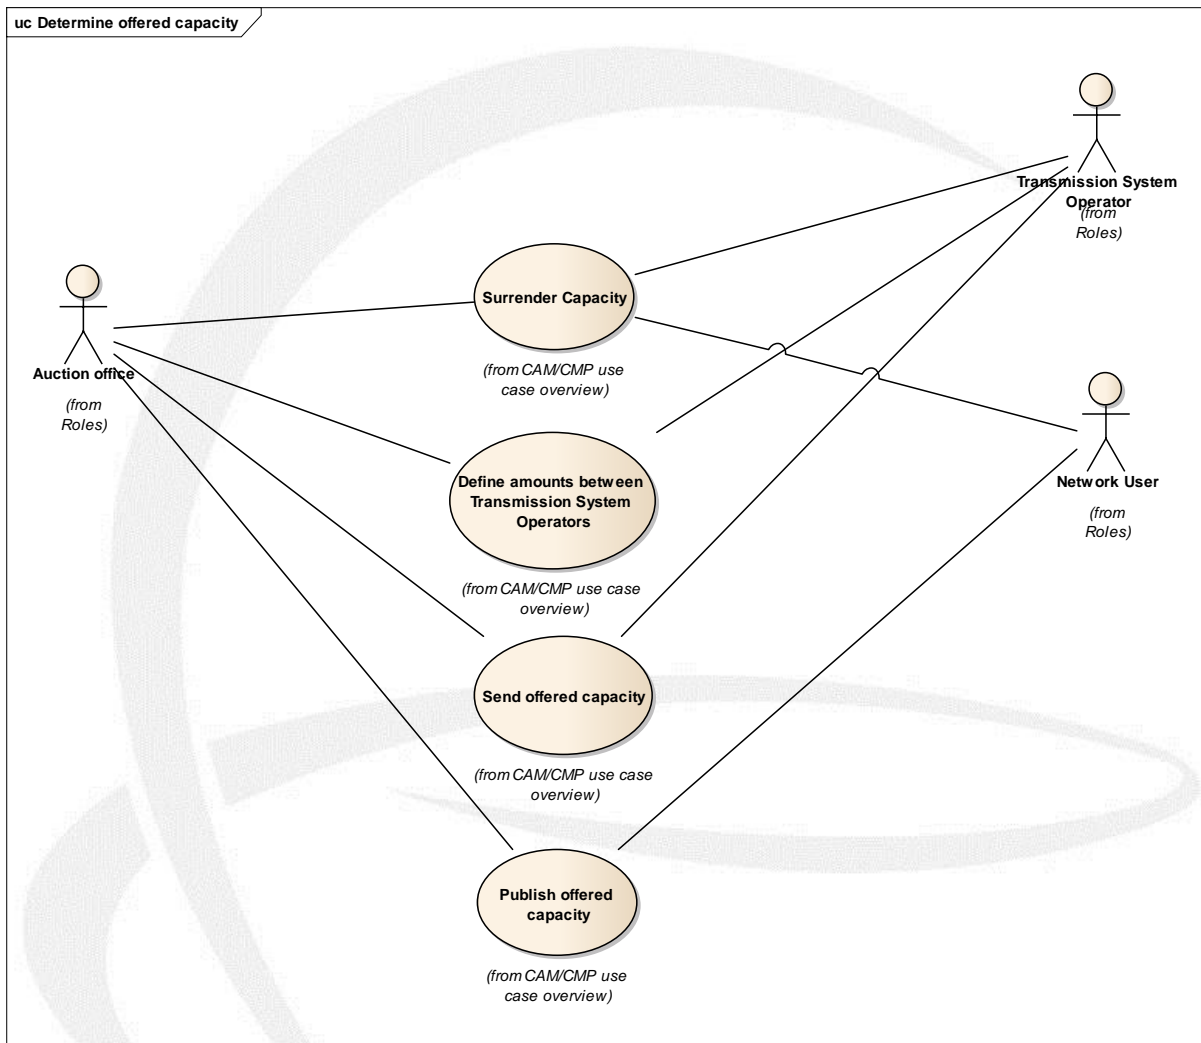 uc Determine offered capacity
Transmission System
Operator
(from
Roles)
Surrender Capacity
(from CAM/CMP use
case overview)
Auction office
(from
Roles)
Network User
(from
Roles)
Define amounts between
Transmission System
Operators
(from CAM/CMP use case
overview)
Send offered capacity
(from CAM/CMP use case
overview)
Publish offered
capacity
(from CAM/CMP use
case overview)